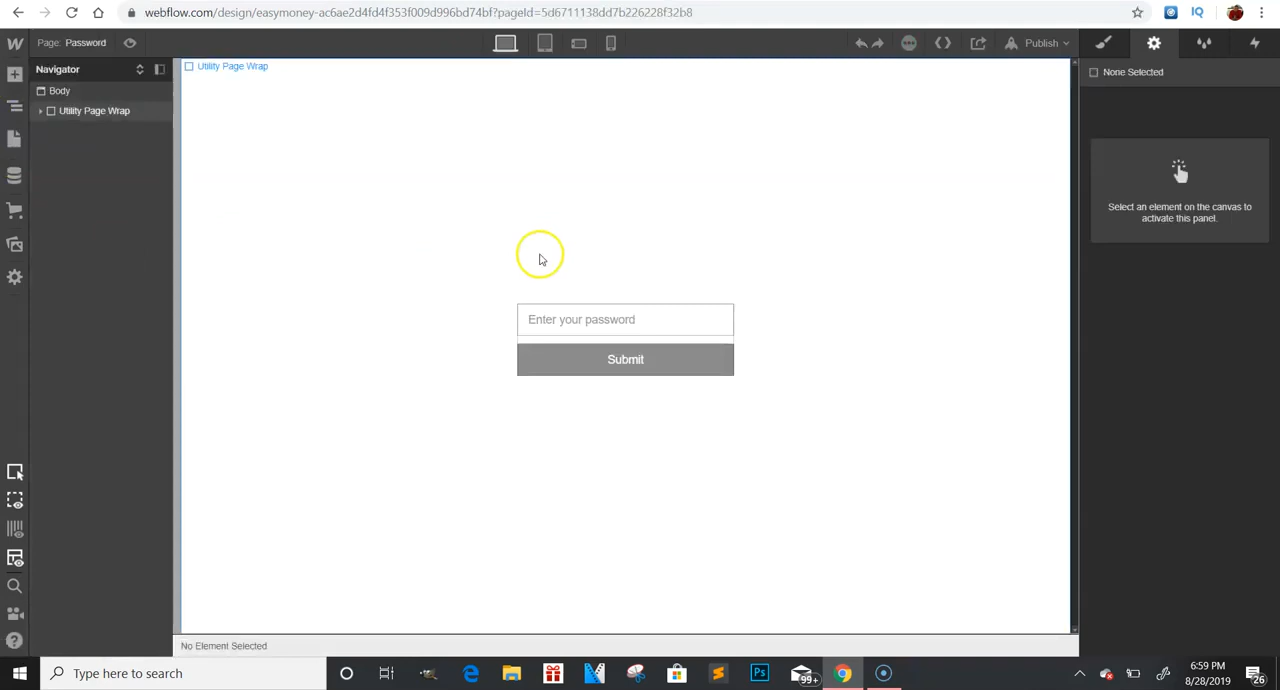 webflow.com/design/easymoney-ac6ae2d4fd4f353f009d996bd74bf?pageId=5d6711138dd7b226228f32b8
IQ
Page: Password
Publish
Navigator
Body
Utility Page Wrap
Utility Page Wrap
None Selected
Select an element on the canvas to
activate this panel.
Enter your password
Submit
No Element Selected
Type here to search
Ps
99+
6:59 PM
8/28/2019
26